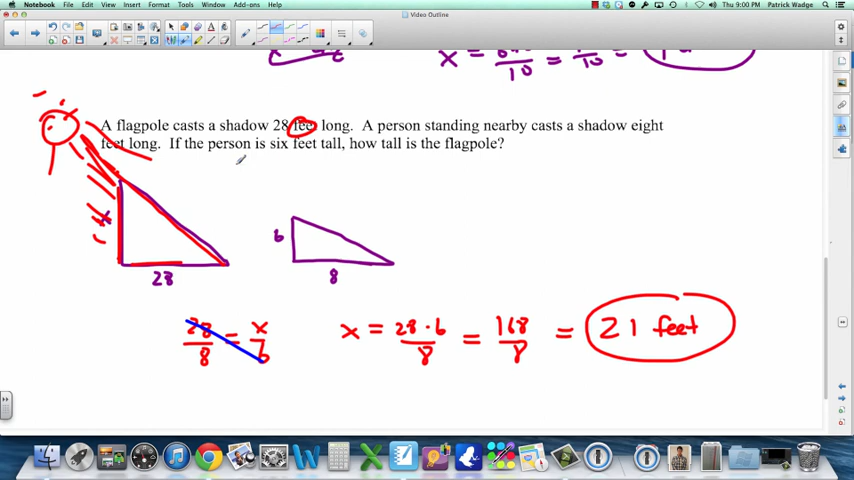 Notebook File Edit View Insert Format Tools Window Add-ons Help Thu 9:00 PM Patrick Wadge
Video Outline
x = = =
10 10
A flagpole casts a shadow 28 feet long. A person standing nearby casts a shadow eight
feet long. If the person is six feet tall, how tall is the flagpole?
x
6
28
8
28/8 = x/6 x = 28 · 6/8 = 168/8 = 21 feet